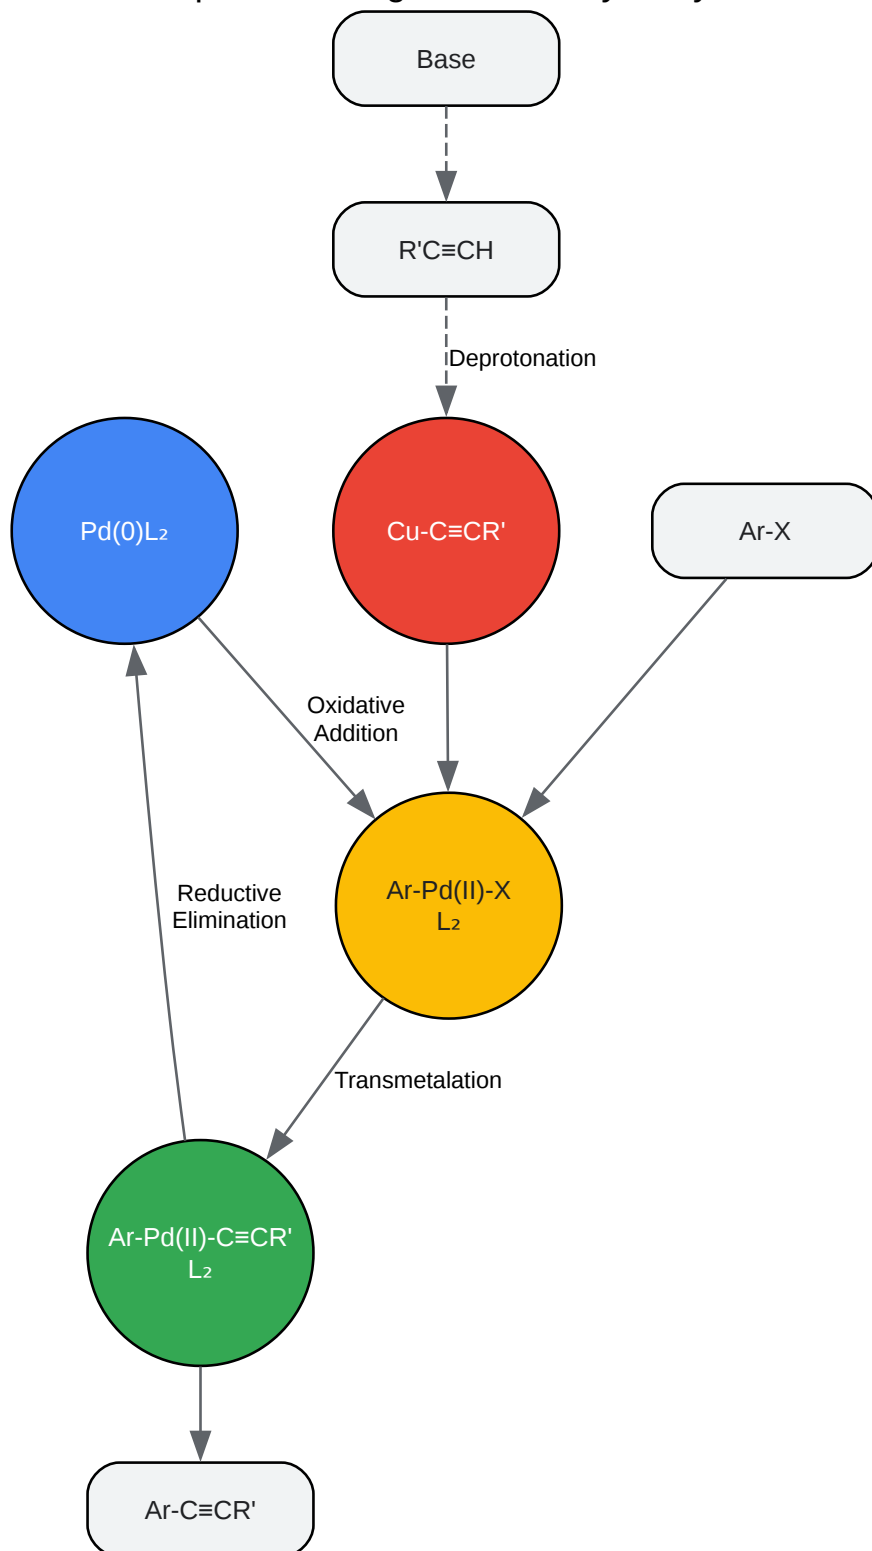 Base
R'C≡CH
Deprotonation
Pd(0)L₂
Cu-C≡CR'
Ar-X
Oxidative
Addition
Ar-Pd(II)-X
L₂
Reductive
Elimination
Transmetalation
Ar-Pd(II)-C≡CR'
L₂
Ar-C≡CR'